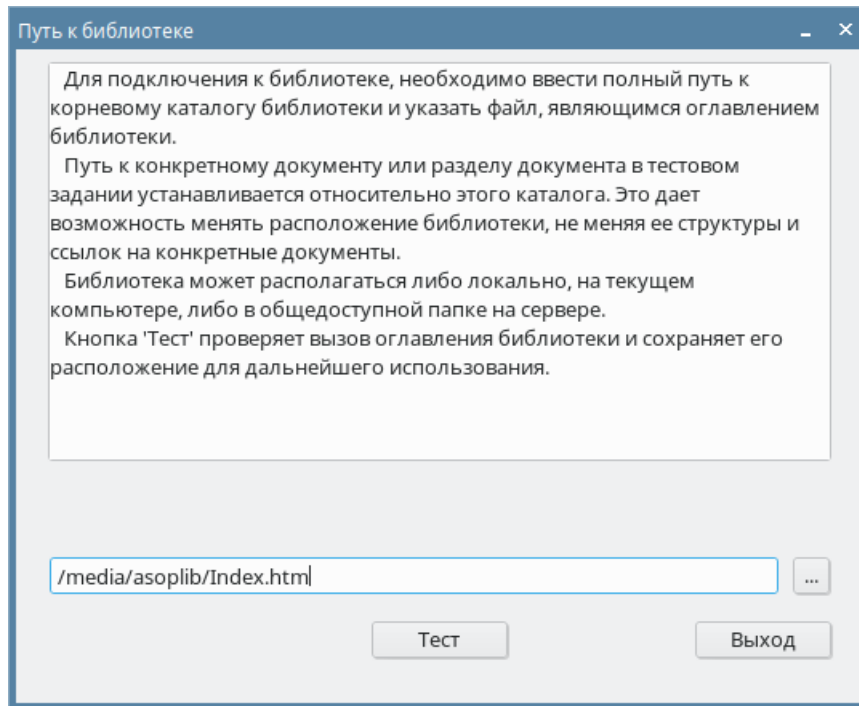 Путь к библиотеке
Для подключения к библиотеке, необходимо ввести полный путь к
корневому каталогу библиотеки и указать файл, являющимся оглавлением
библиотеки.
Путь к конкретному документу или разделу документа в тестовом
задании устанавливается относительно этого каталога. Это дает
возможность менять расположение библиотеки, не меняя ее структуры и
ссылок на конкретные документы.
Библиотека может располагаться либо локально, на текущем
компьютере, либо в общедоступной папке на сервере.
Кнопка 'Тест' проверяет вызов оглавления библиотеки и сохраняет его
расположение для дальнейшего использования.
/media/asoplib/Index.htm ...
Тест Выход